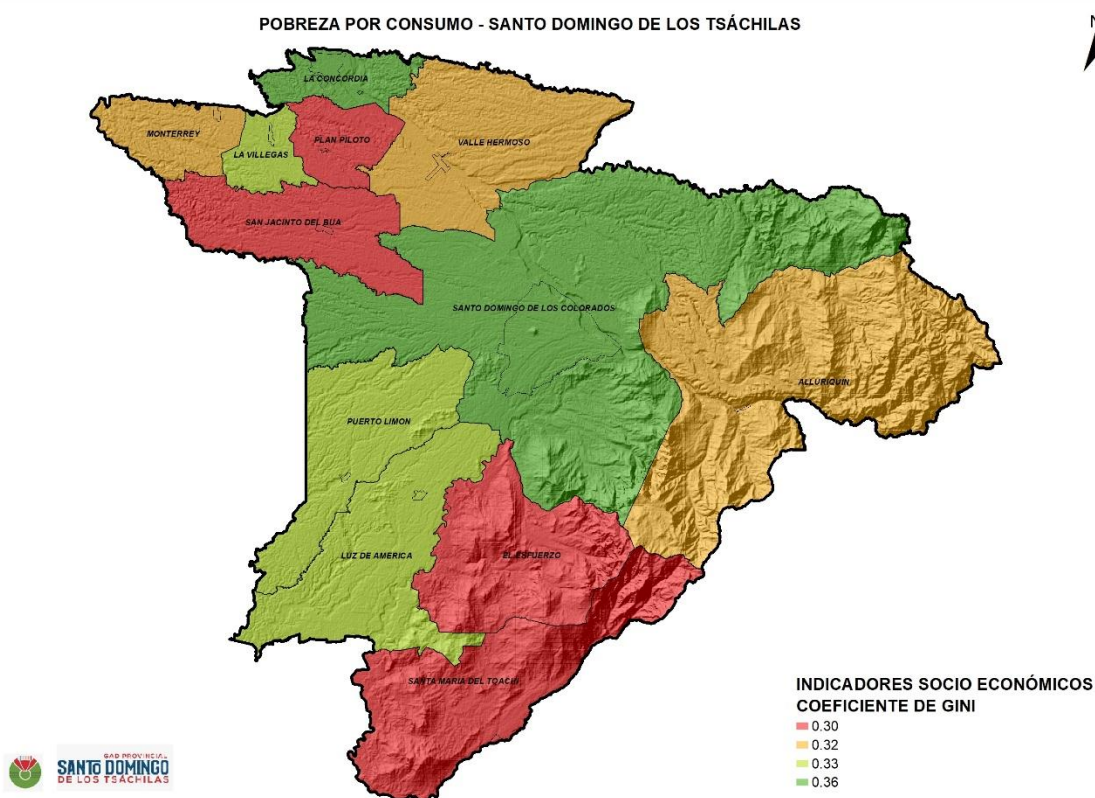 POBREZA POR CONSUMO - SANTO DOMINGO DE LOS TSÁCHILAS
N
LA CONCORDIA
MONTERREY
LA VILLEGAS
PLAN PILOTO
VALLE HERMOSO
SAN JACINTO DEL BUA
SANTO DOMINGO DE LOS COLORADOS
ALLURIQUIN
PUERTO LIMON
LUZ DE AMERICA
EL ESFUERZO
SANTA MARIA DEL TOACHI
INDICADORES SOCIO ECONÓMICOS
COEFICIENTE DE GINI
0.30
0.32
0.33
0.36
GAD PROVINCIAL
SANTO DOMINGO
DE LOS TSÁCHILAS